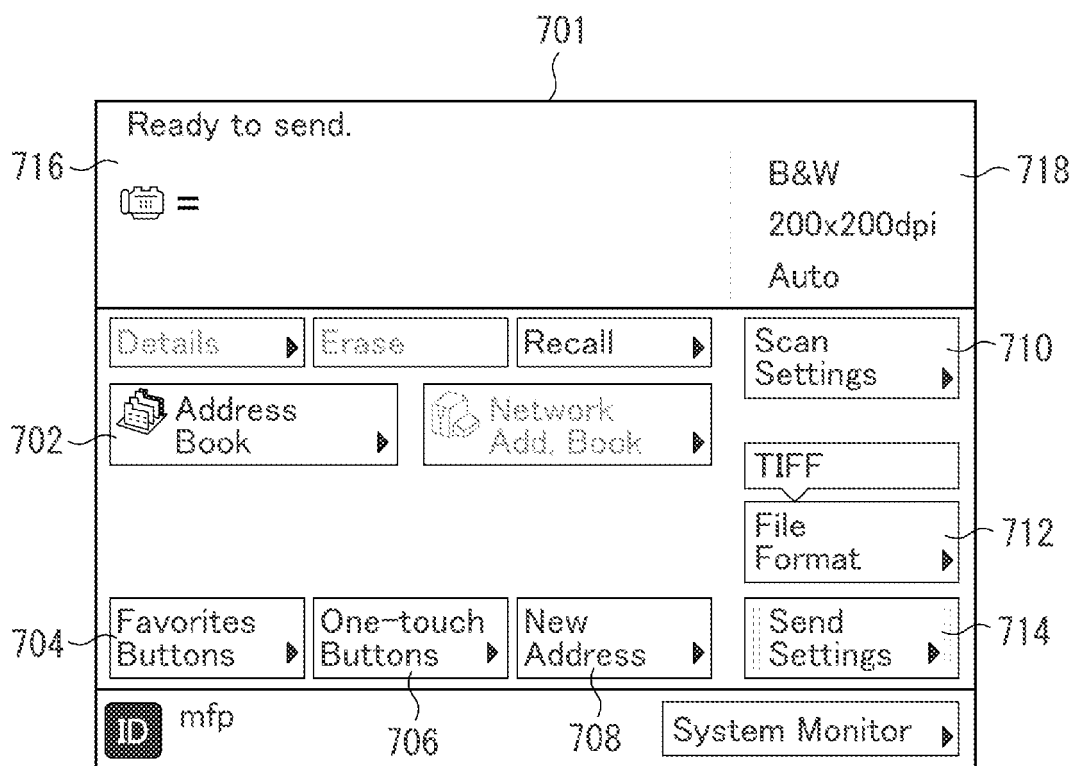 701
Ready to send.
716
=
B&W
718
200x200dpi
Auto
Details
Erase
Recall
Scan
Settings
710
Address
Book
702
Network
Add. Book
TIFF
File
Format
712
Favorites
Buttons
704
One-touch
Buttons
New
Address
Send
Settings
714
ID
mfp
706
708
System Monitor